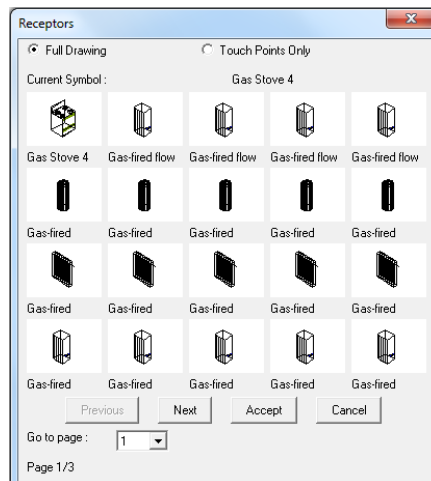 Receptors
Full Drawing Touch Points Only
Current Symbol : Gas Stove 4
Gas Stove 4 Gas-fired flow Gas-fired flow Gas-fired flow Gas-fired flow
Gas-fired Gas-fired Gas-fired Gas-fired Gas-fired
Gas-fired Gas-fired Gas-fired Gas-fired Gas-fired
Gas-fired Gas-fired Gas-fired Gas-fired Gas-fired
Previous Next Accept Cancel
Go to page : 1
Page 1/3